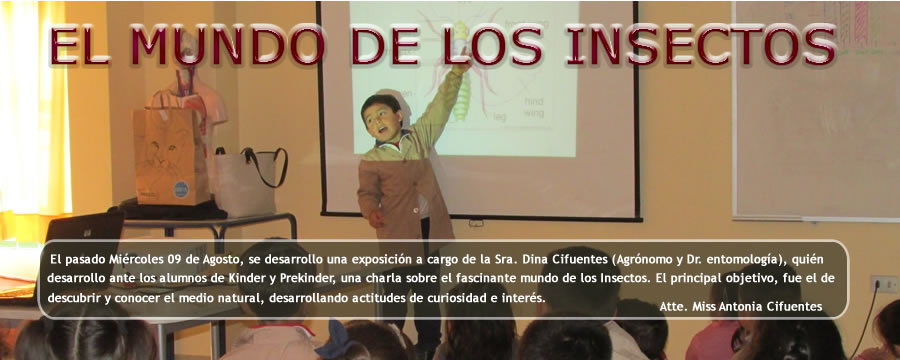 EL MUNDO DE LOS INSECTOS
hind
leg wing
El pasado Miércoles 09 de Agosto, se desarrollo una exposición a cargo de la Sra. Dina Cifuentes (Agrónomo y Dr. entomología), quién
desarrollo ante los alumnos de Kinder y Prekinder, una charla sobre el fascinante mundo de los Insectos. El principal objetivo, fue el de
descubrir y conocer el medio natural, desarrollando actitudes de curiosidad e interés.
Atte. Miss Antonia Cifuentes